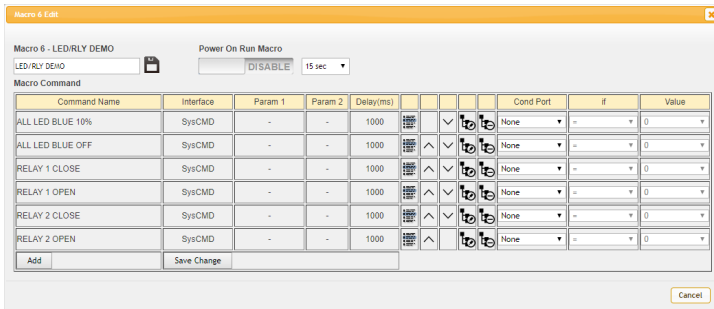 Macro 6 Edit
Macro 6 - LED/RLY DEMO Power On Run Macro
LED/RLY DEMO DISABLE 15 sec
Macro Command
Command Name Interface Param 1 Param 2 Delay(ms) Cond Port if Value
ALL LED BLUE 10% SysCMD - - 1000 None = 0
ALL LED BLUE OFF SysCMD - - 1000 None = 0
RELAY 1 CLOSE SysCMD - - 1000 None = 0
RELAY 1 OPEN SysCMD - - 1000 None = 0
RELAY 2 CLOSE SysCMD - - 1000 None = 0
RELAY 2 OPEN SysCMD - - 1000 None = 0
Add Save Change
Cancel